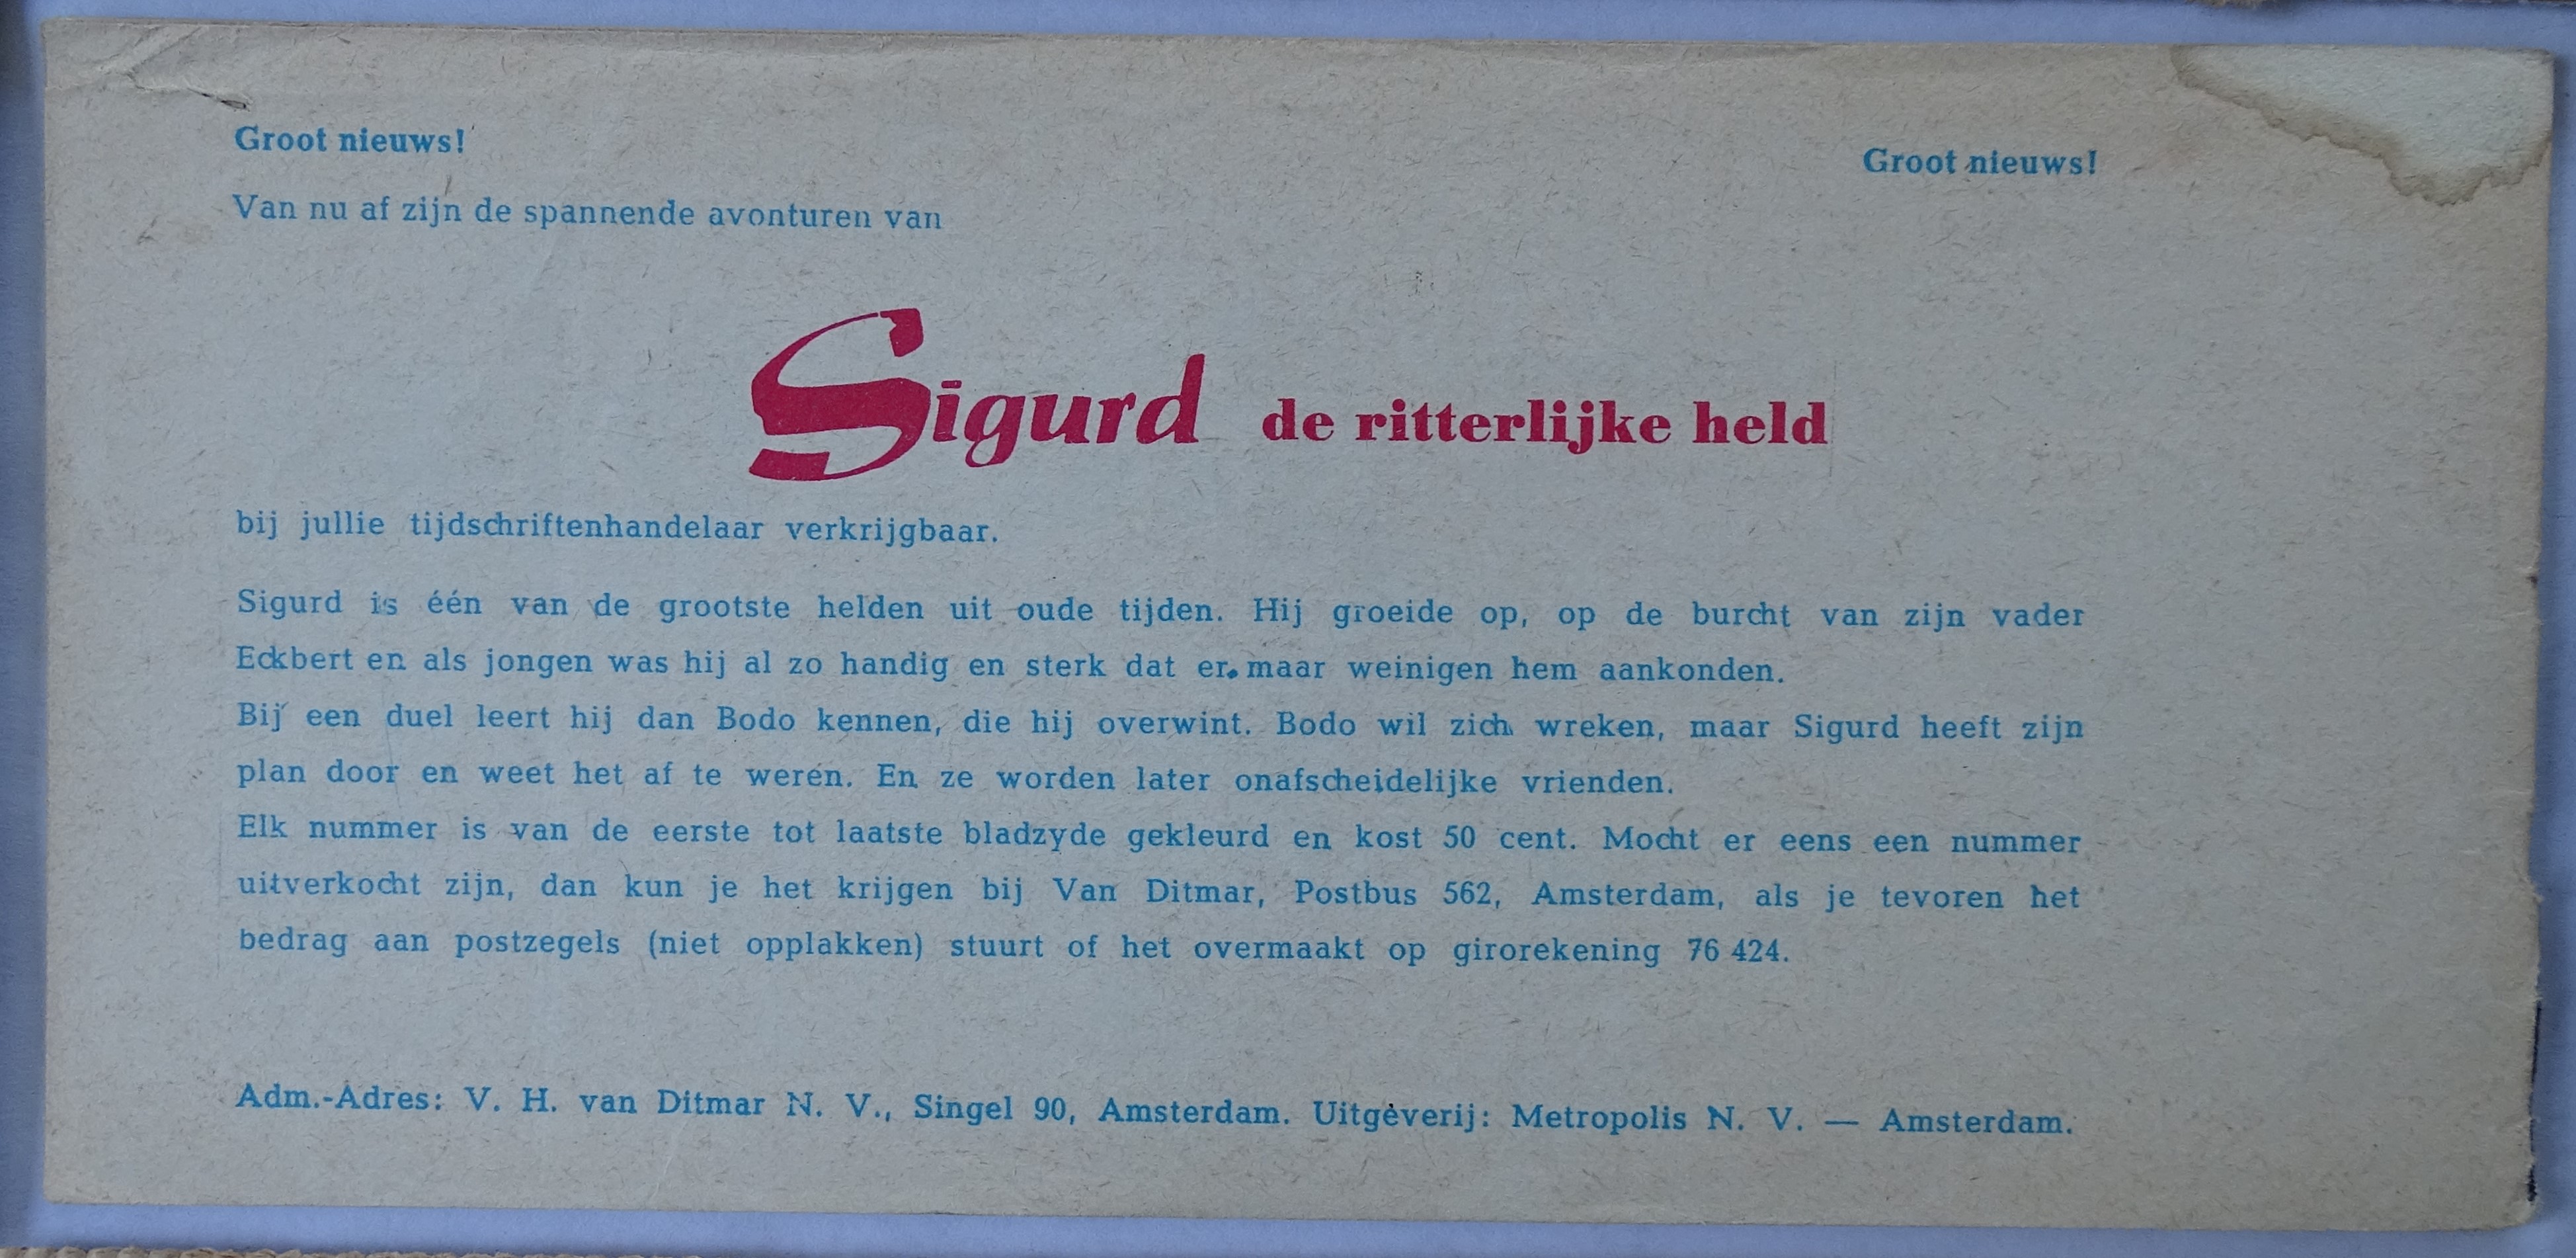 Groot nieuws!
Groot nieuws!
Van nu af zijn de spannende avonturen van
Sigurd de ritterlijke held
bij jullie tijdschriftenhandelaar verkrijgbaar.
Sigurd is één van de grootste helden uit oude tijden. Hij groeide op, op de burcht van zijn vader
Eckbert en als jongen was hij al zo handig en sterk dat er maar weinigen hem aankonden.
Bij een duel leert hij dan Bodo kennen, die hij overwint. Bodo wil zich wreken, maar Sigurd heeft zijn
plan door en weet het af te weren. En ze worden later onafscheidelijke vrienden.
Elk nummer is van de eerste tot laatste bladzyde gekleurd en kost 50 cent. Mocht er eens een nummer
uitverkocht zijn, dan kun je het krijgen bij Van Ditmar, Postbus 562, Amsterdam, als je tevoren het
bedrag aan postzegels (niet opplakken) stuurt of het overmaakt op girorekening 76 424.
Adm.-Adres: V. H. van Ditmar N. V., Singel 90, Amsterdam. Uitgeverij: Metropolis N. V. — Amsterdam.